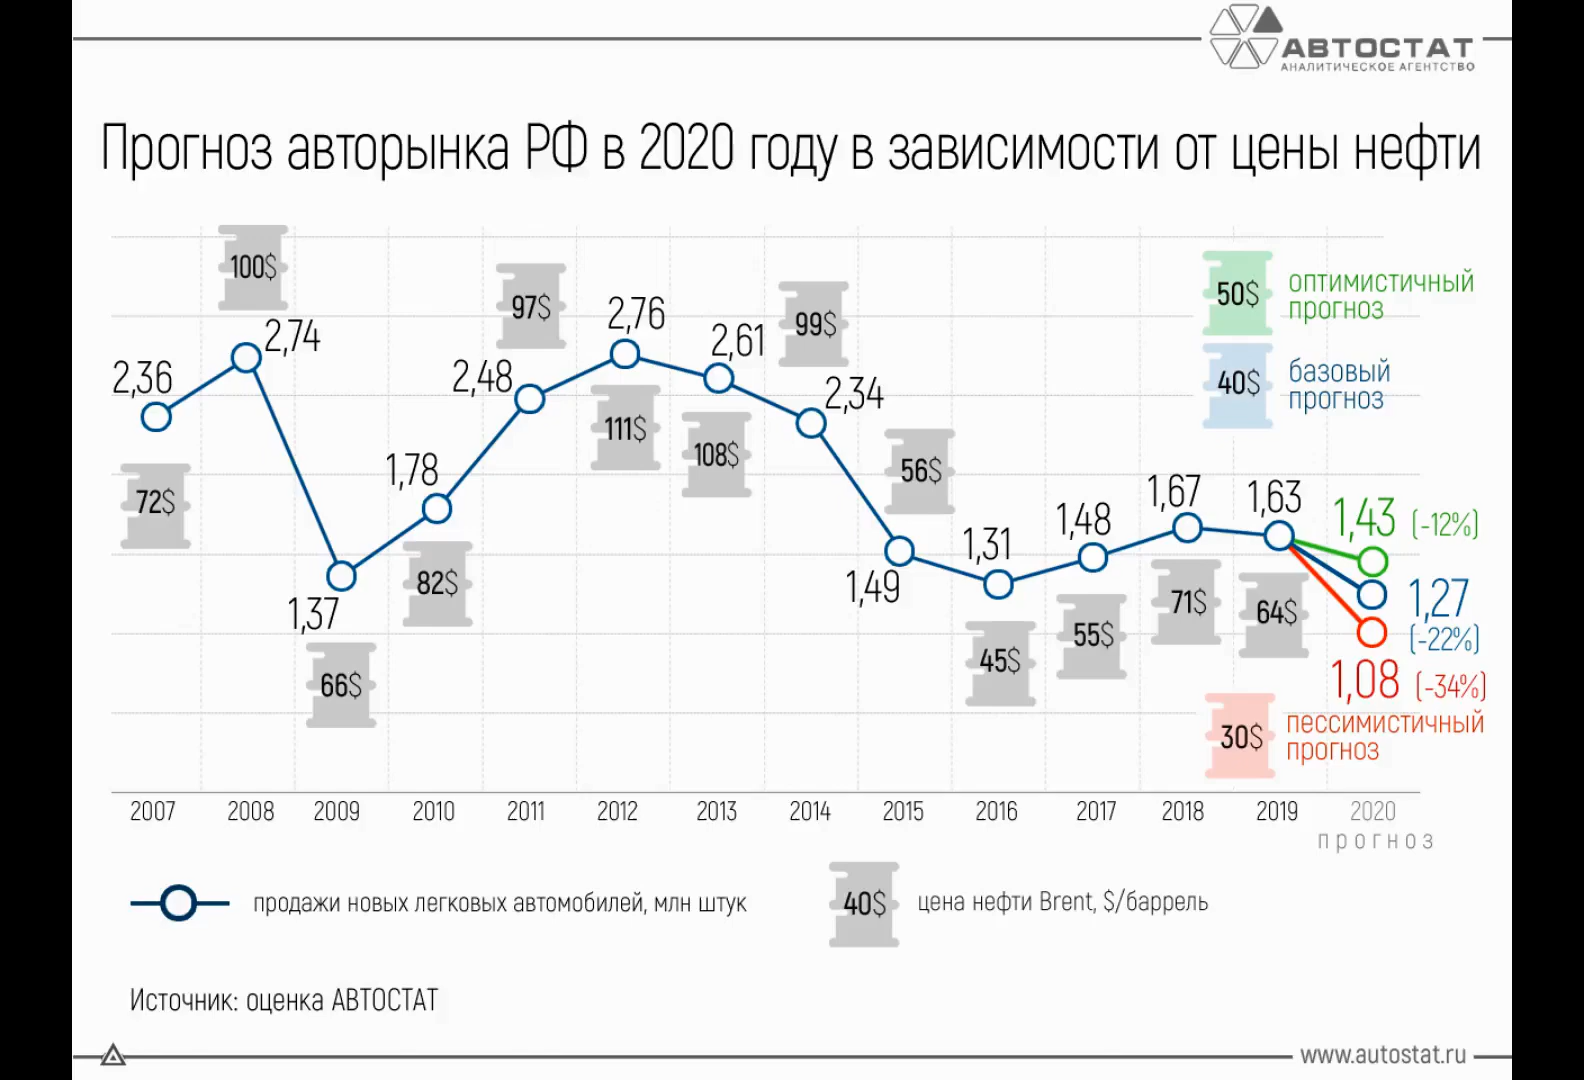 АВТОСТАТ
АНАЛИТИЧЕСКОЕ АГЕНТСТВО
Прогноз авторынка РФ в 2020 году в зависимости от цены нефти
100$
97$
99$
50$
оптимистичный
прогноз
40$
базовый
прогноз
2,36
2,74
2,48
2,76
2,61
2,34
72$
1,37
66$
1,78
82$
111$
108$
56$
1,49
1,31
45$
1,48
55$
1,67
71$
1,63
64$
1,43 (-12%)
1,27
(-22%)
1,08 (-34%)
30$
пессимистичный
прогноз
2007 2008 2009 2010 2011 2012 2013 2014 2015 2016 2017 2018 2019 2020
прогноз
продажи новых легковых автомобилей, млн штук
40$
цена нефти Brent, $/баррель
Источник: оценка АВТОСТАТ
www.autostat.ru